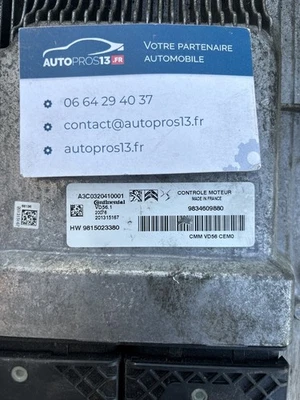 AUTOPROS13.FR
VOTRE PARTENAIRE
AUTOMOBILE
06 64 29 40 37
contact@autopros13.fr
autopros13.fr
A3C0320410001
Continental
VD56.1
CONTROLE MOTEUR
MADE IN FRANCE
9834609880
HW 9815023380
CMM VD56 CEM0